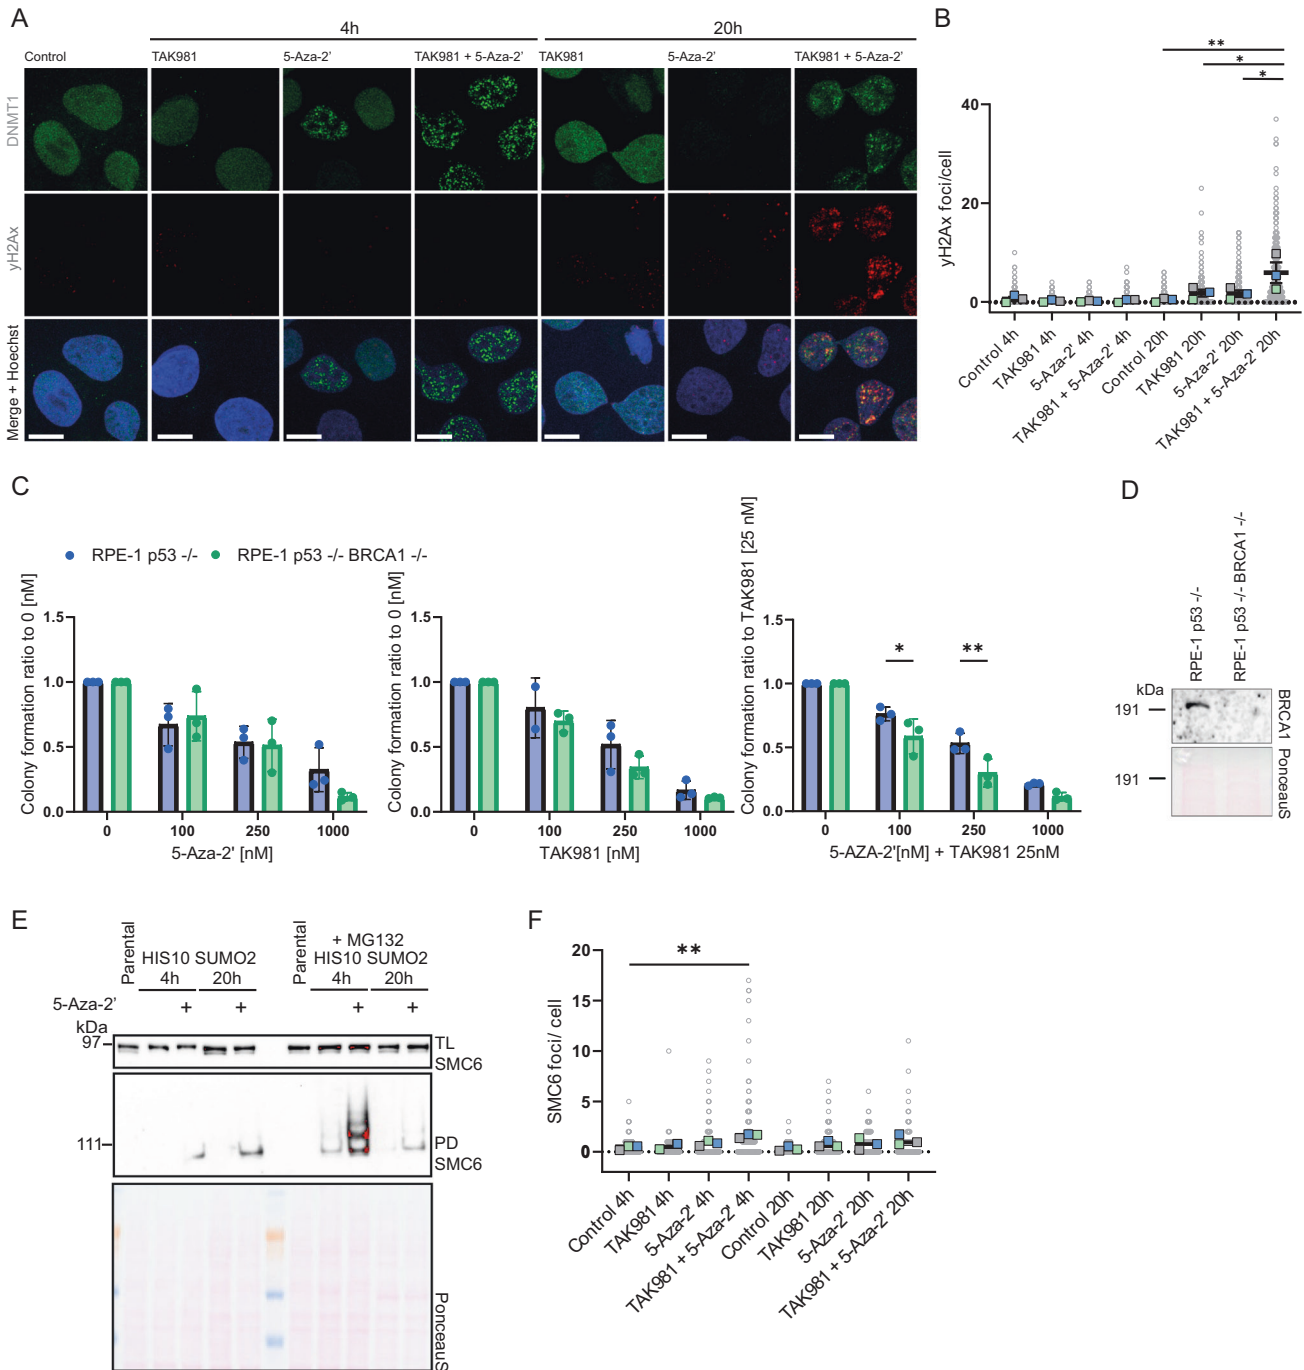 A
4h
20h
Control
TAK981
5-Aza-2'
TAK981 + 5-Aza-2'
TAK981
5-Aza-2'
TAK981 + 5-Aza-2'
DNMT1
yH2Ax
Merge + Hoechst
B
**
*
*
yH2Ax foci/cell
40
20
0
Control 4h
TAK981 4h
5-Aza-2' 4h
TAK981 + 5-Aza-2' 4h
Control 20h
TAK981 20h
5-Aza-2' 20h
TAK981 + 5-Aza-2' 20h
C
RPE-1 p53 -/-
RPE-1 p53 -/- BRCA1 -/-
Colony formation ratio to 0 [nM]
1.5
1.0
0.5
0.0
0
100
250
1000
5-Aza-2' [nM]
Colony formation ratio to 0 [nM]
1.5
1.0
0.5
0.0
0
100
250
1000
TAK981 [nM]
Colony formation ratio to TAK981 [25 nM]
1.5
1.0
0.5
0.0
*
**
0
100
250
1000
5-AZA-2'[nM] + TAK981 25nM
D
RPE-1 p53 -/-
RPE-1 p53 -/- BRCA1 -/-
kDa
191
BRCA1
191
PonceauS
E
Parental
HIS10 SUMO2
4h
20h
Parental
+ MG132
HIS10 SUMO2
4h
20h
5-Aza-2'
+
+
+
+
kDa
97
TL
SMC6
111
PD
SMC6
PonceauS
F
**
SMC6 foci/ cell
20
15
10
5
0
Control 4h
TAK981 4h
5-Aza-2' 4h
TAK981 + 5-Aza-2' 4h
Control 20h
TAK981 20h
5-Aza-2' 20h
TAK981 + 5-Aza-2' 20h